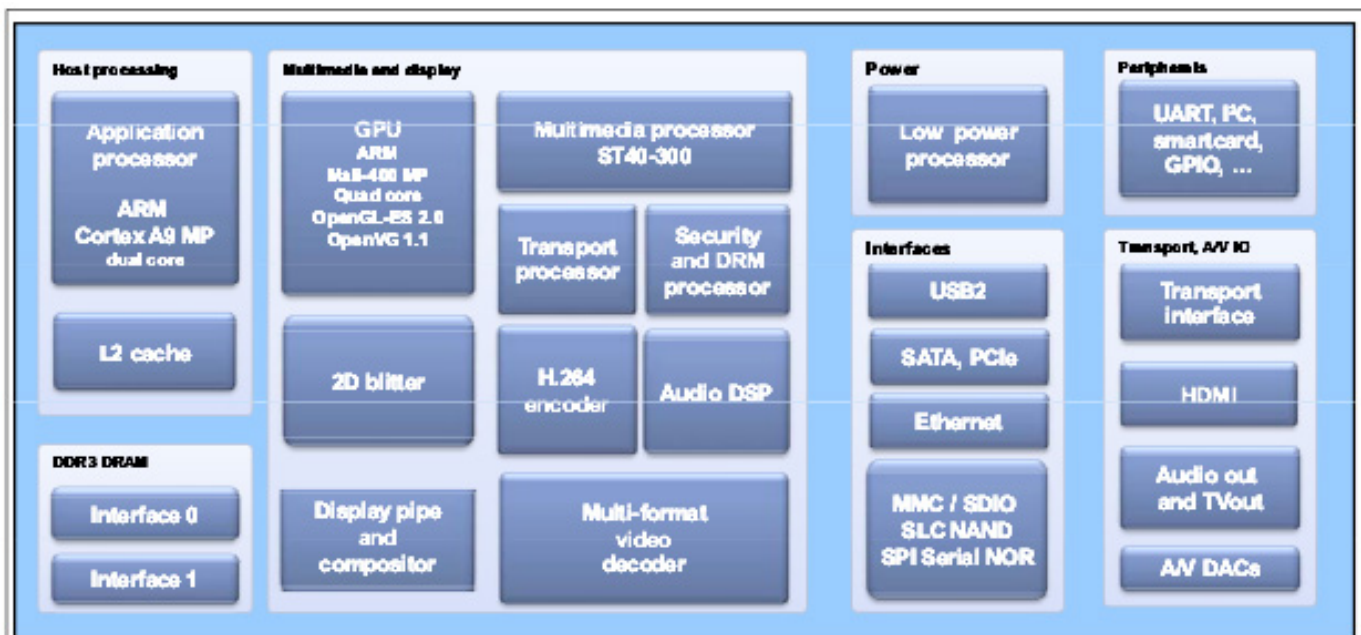 Host processing
Application
processor
ARM
Cortex A9 MP
dual core
L2 cache
DDR3 DRAM
Interface 0
Interface 1
Multimedia and display
GPU
ARM
Mali-400 MP
Quad core
OpenGL-ES 2.0
OpenVG 1.1
Multimedia processor
ST40-300
Transport
processor
Security
and DRM
processor
2D blitter
H.264
encoder
Audio DSP
Display pipe
and
compositor
Multi-format
video
decoder
Power
Low power
processor
Interfaces
USB2
SATA, PCIe
Ethernet
MMC / SDIO
SLC NAND
SPI Serial NOR
Peripherals
UART, I²C,
smartcard,
GPIO, ...
Transport, A/V IO
Transport
interface
HDMI
Audio out
and TVout
A/V DACs